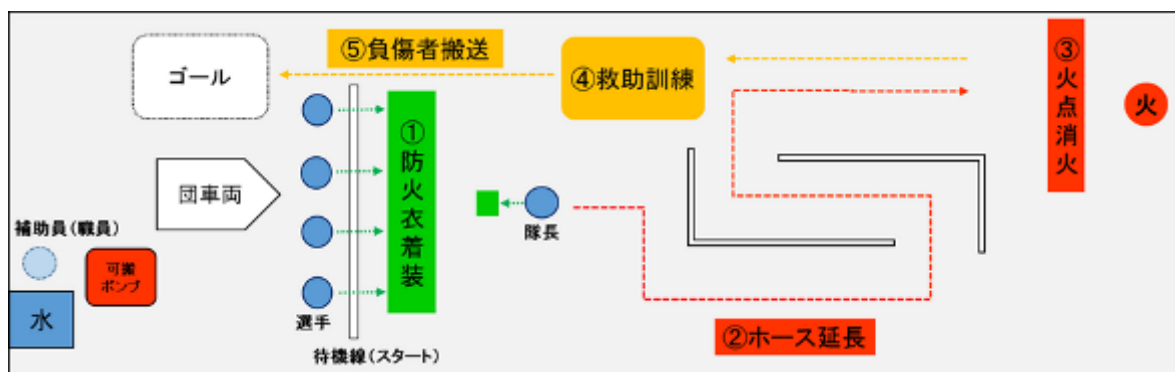 ⑤負傷者搬送
ゴール
④救助訓練
③火点消火
火
①防火衣着装
団車両
隊長
補助員(職員)
可搬
ポンプ
水
選手
②ホース延長
待機線(スタート)